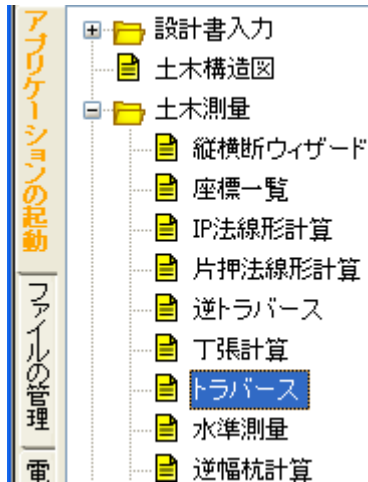 アプリケーションの起動
ファイルの管理
電
設計書入力
土木構造図
土木測量
縦横断ウィザード
座標一覧
IP法線形計算
片押法線形計算
逆トラバース
丁張計算
トラバース
水準測量
逆幅杭計算